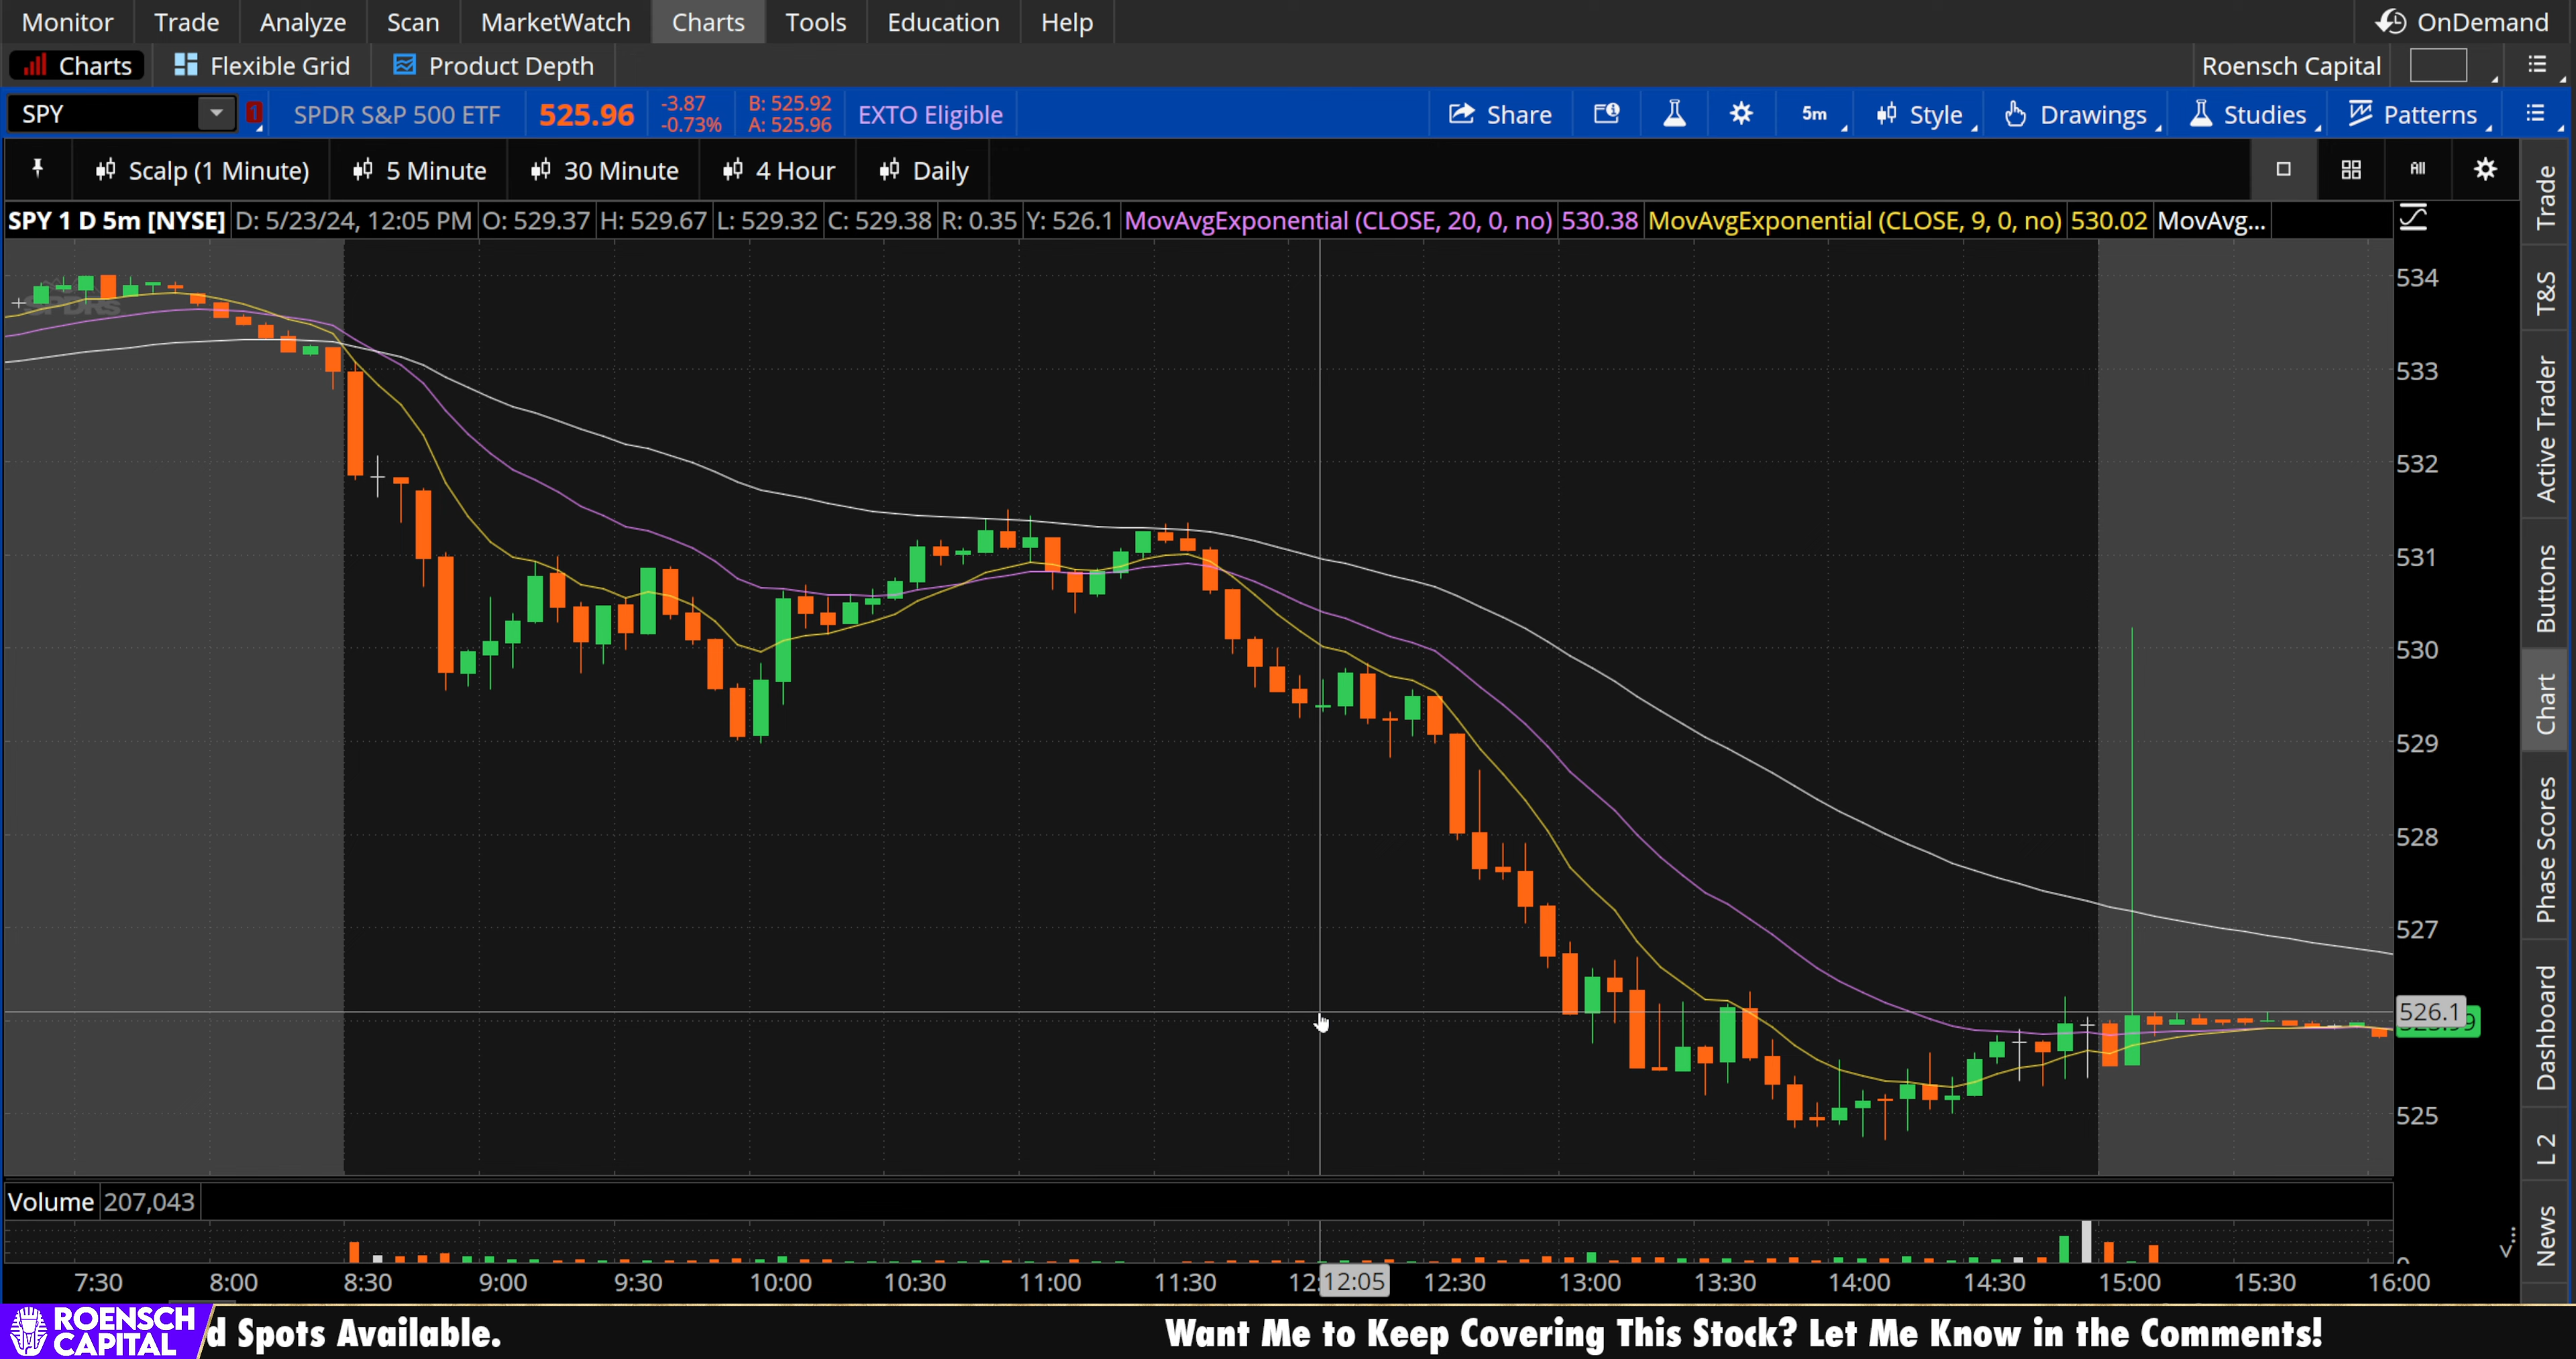 Monitor Trade Analyze Scan MarketWatch Charts Tools Education Help OnDemand
Charts Flexible Grid Product Depth Roensch Capital
SPY 1 SPDR S&P 500 ETF 525.96 -3.87 B: 525.92 EXTO Eligible Share 5m Style Drawings Studies Patterns
-0.73% A: 525.96
Scalp (1 Minute) 5 Minute 30 Minute 4 Hour Daily All
SPY 1 D 5m [NYSE] D: 5/23/24, 12:05 PM O: 529.37 H: 529.67 L: 529.32 C: 529.38 R: 0.35 Y: 526.1 MovAvgExponential (CLOSE, 20, 0, no) 530.38 MovAvgExponential (CLOSE, 9, 0, no) 530.02 MovAvg...
SPDRs
534
533
532
531
530
529
528
527
526.1
525
Trade
T&S
Active Trader
Buttons
Chart
Phase Scores
Dashboard
L 2
News
Volume 207,043
7:30 8:00 8:30 9:00 9:30 10:00 10:30 11:00 11:30 12:05 12:30 13:00 13:30 14:00 14:30 15:00 15:30 16:00
ROENSCH
CAPITAL
d Spots Available. Want Me to Keep Covering This Stock? Let Me Know in the Comments!